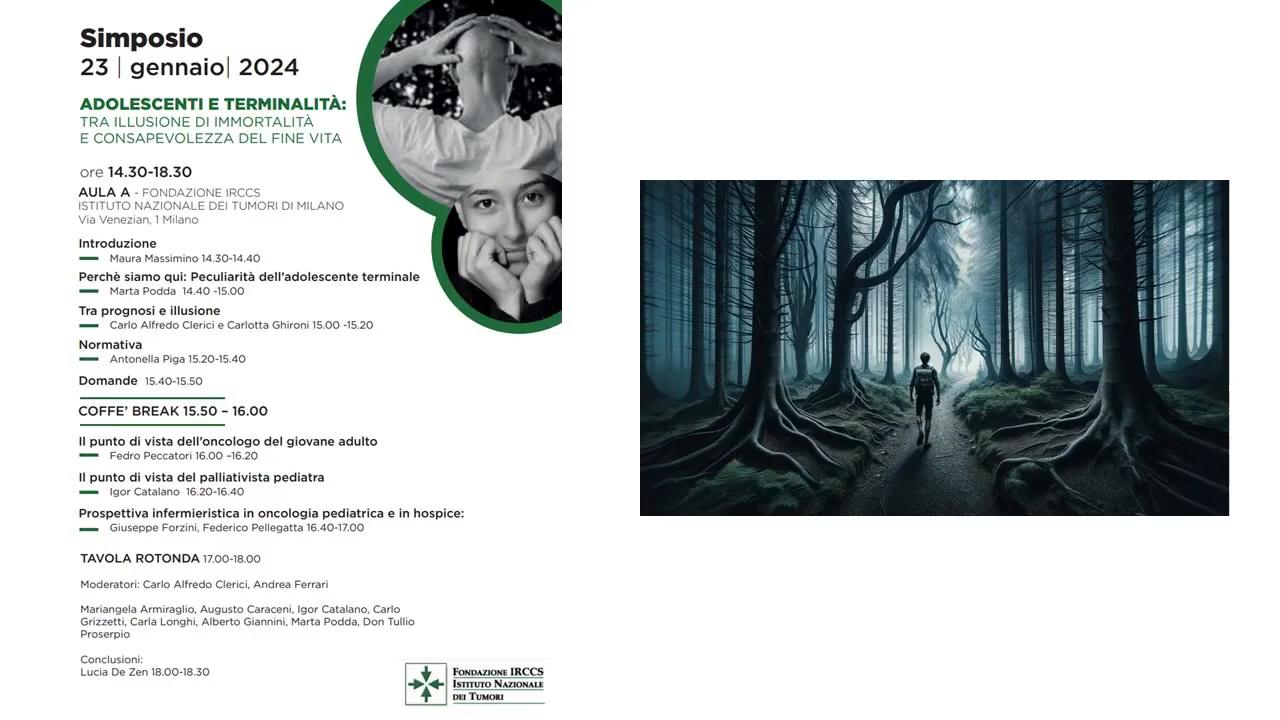 Simposio
23 | gennaio| 2024
ADOLESCENTI E TERMINALITÀ:
TRA ILLUSIONE DI IMMORTALITÀ
E CONSAPEVOLEZZA DEL FINE VITA
ore 14.30-18.30
AULA A - FONDAZIONE IRCCS
ISTITUTO NAZIONALE DEI TUMORI DI MILANO
Via Venezian, 1 Milano
Introduzione
Maura Massimino 14.30-14.40
Perchè siamo qui: Peculiarità dell'adolescente terminale
Marta Podda 14.40 -15.00
Tra prognosi e illusione
Carlo Alfredo Clerici e Carlotta Ghironi 15.00 -15.20
Normativa
Antonella Piga 15.20-15.40
Domande 15.40-15.50
COFFE' BREAK 15.50 – 16.00
Il punto di vista dell'oncologo del giovane adulto
Fedro Peccatori 16.00 –16.20
Il punto di vista del palliativista pediatra
Igor Catalano 16.20-16.40
Prospettiva infermieristica in oncologia pediatrica e in hospice:
Giuseppe Forzini, Federico Pellegatta 16.40-17.00
TAVOLA ROTONDA 17.00-18.00
Moderatori: Carlo Alfredo Clerici, Andrea Ferrari
Mariangela Armiraglio, Augusto Caraceni, Igor Catalano, Carlo
Grizzetti, Carla Longhi, Alberto Giannini, Marta Podda, Don Tullio
Proserpio
Conclusioni:
Lucia De Zen 18.00-18.30
FONDAZIONE IRCCS
ISTITUTO NAZIONALE
DEI TUMORI